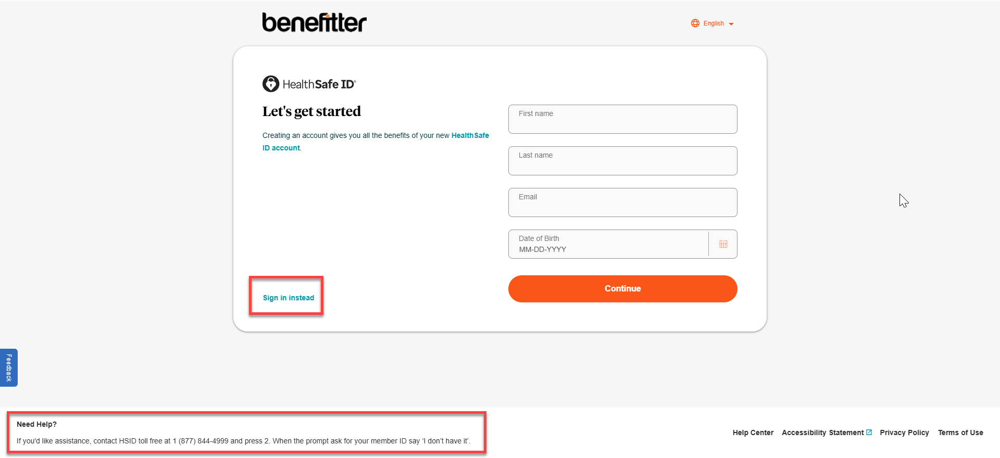 benefitter
English
HealthSafe ID®
Let's get started
Creating an account gives you all the benefits of your new HealthSafe
ID account.
First name
Last name
Email
Date of Birth
MM-DD-YYYY
Sign in instead
Continue
Feedback
Need Help?
If you'd like assistance, contact HSID toll free at 1 (877) 844-4999 and press 2. When the prompt ask for your member ID say ‘I don’t have it’.
Help Center Accessibility Statement Privacy Policy Terms of Use